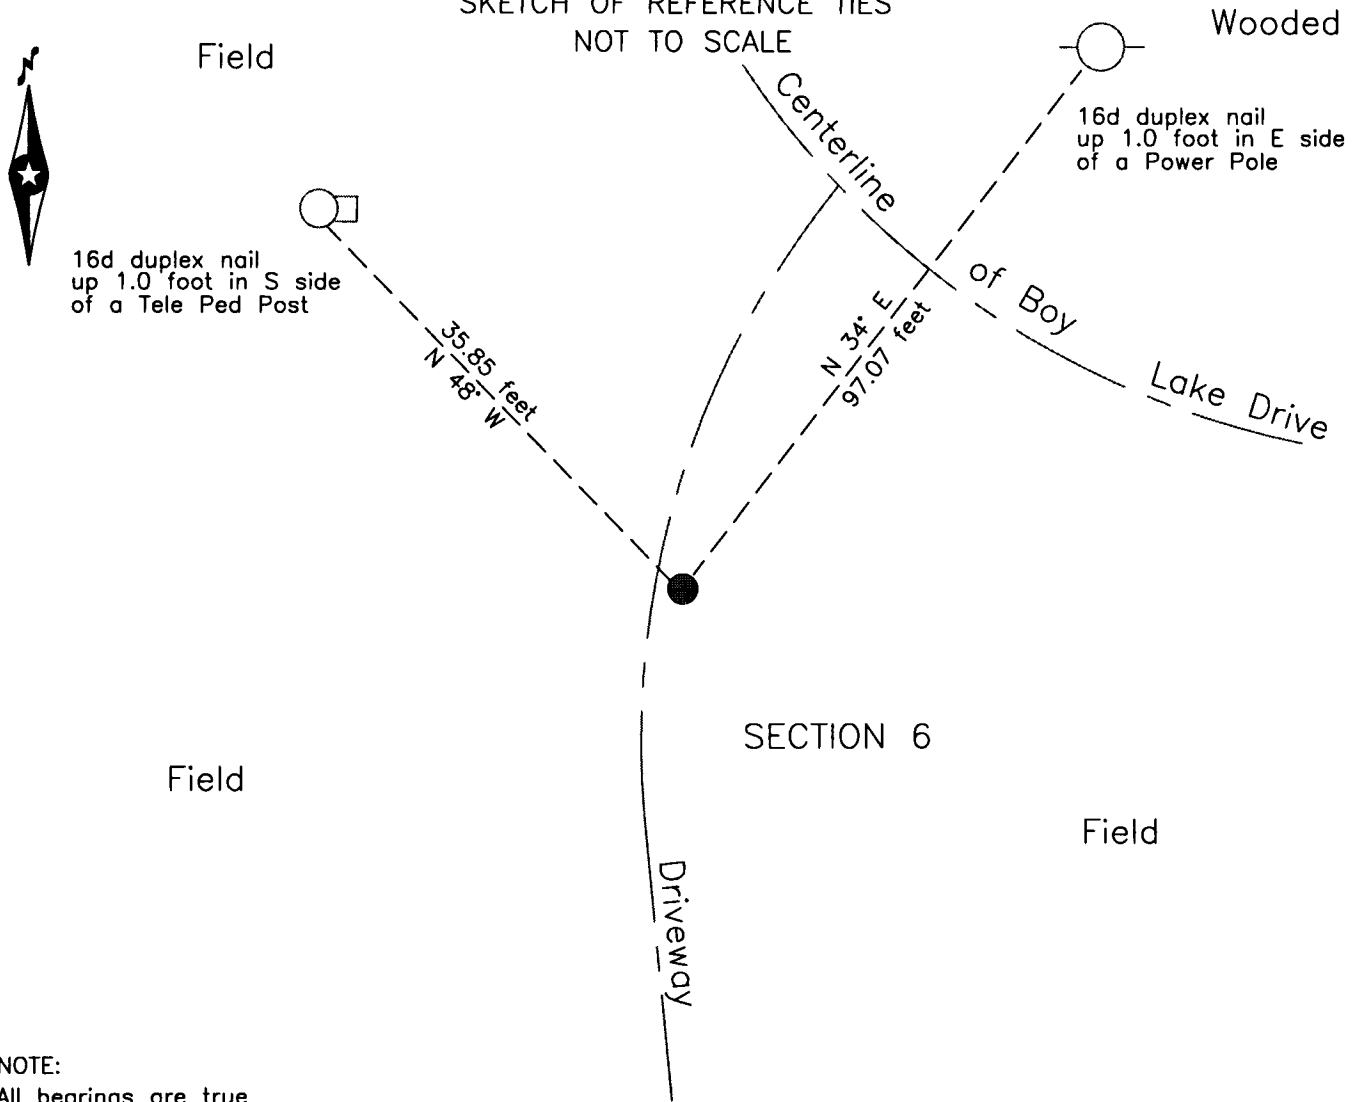 SKETCH OF REFERENCE TIES
NOT TO SCALE
Wooded
Field
N
Centerline
of Boy
Lake Drive
16d duplex nail
up 1.0 foot in E side
of a Power Pole
16d duplex nail
up 1.0 foot in S side
of a Tele Ped Post
35.85 feet
N 48° W
N 34° E
97.07 feet
SECTION 6
Field
Field
Driveway
NOTE:
All bearings are true